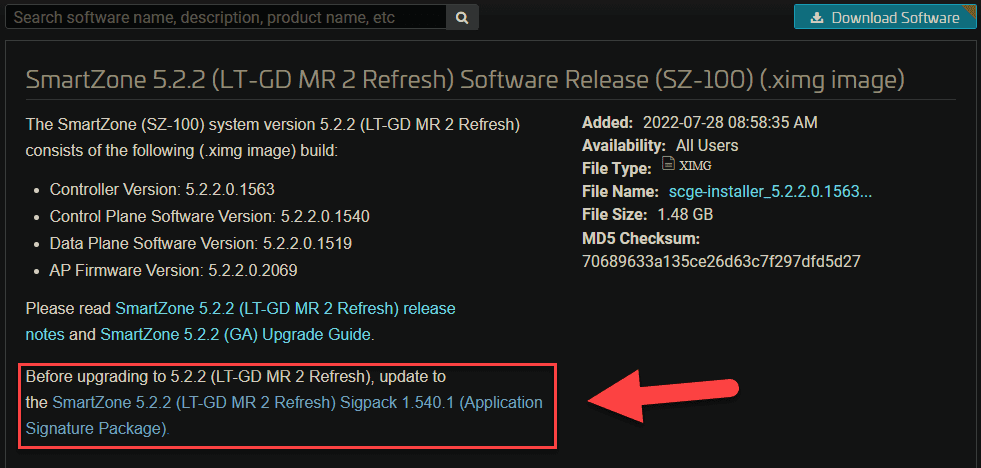 Search software name, description, product name, etc
Download Software
SmartZone 5.2.2 (LT-GD MR 2 Refresh) Software Release (SZ-100) (.ximg image)
The SmartZone (SZ-100) system version 5.2.2 (LT-GD MR 2 Refresh)
consists of the following (.ximg image) build:
• Controller Version: 5.2.2.0.1563
• Control Plane Software Version: 5.2.2.0.1540
• Data Plane Software Version: 5.2.2.0.1519
• AP Firmware Version: 5.2.2.0.2069
Please read SmartZone 5.2.2 (LT-GD MR 2 Refresh) release
notes and SmartZone 5.2.2 (GA) Upgrade Guide.
Before upgrading to 5.2.2 (LT-GD MR 2 Refresh), update to
the SmartZone 5.2.2 (LT-GD MR 2 Refresh) Sigpack 1.540.1 (Application
Signature Package).
Added: 2022-07-28 08:58:35 AM
Availability: All Users
File Type: XIMG
File Name: scge-installer_5.2.2.0.1563...
File Size: 1.48 GB
MD5 Checksum:
70689633a135ce26d63c7f297dfd5d27